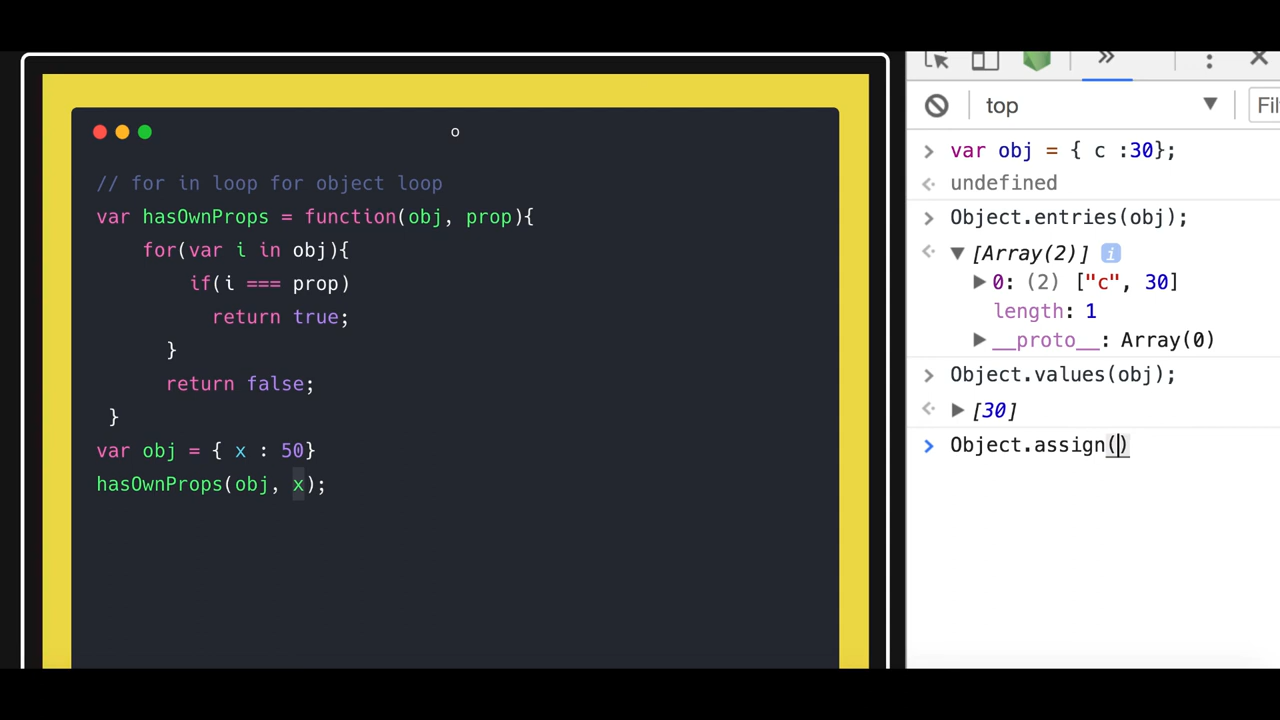 o
// for in loop for object loop
var hasOwnProps = function(obj, prop){
for(var i in obj){
if(i === prop)
return true;
}
return false;
}
var obj = { x : 50}
hasOwnProps(obj, x);
»
top ▼ Fil
> var obj = { c :30};
undefined
> Object.entries(obj);
▼ [Array(2)] i
▶ 0: (2) ["c", 30]
length: 1
▶ __proto__: Array(0)
> Object.values(obj);
▶ [30]
> Object.assign()